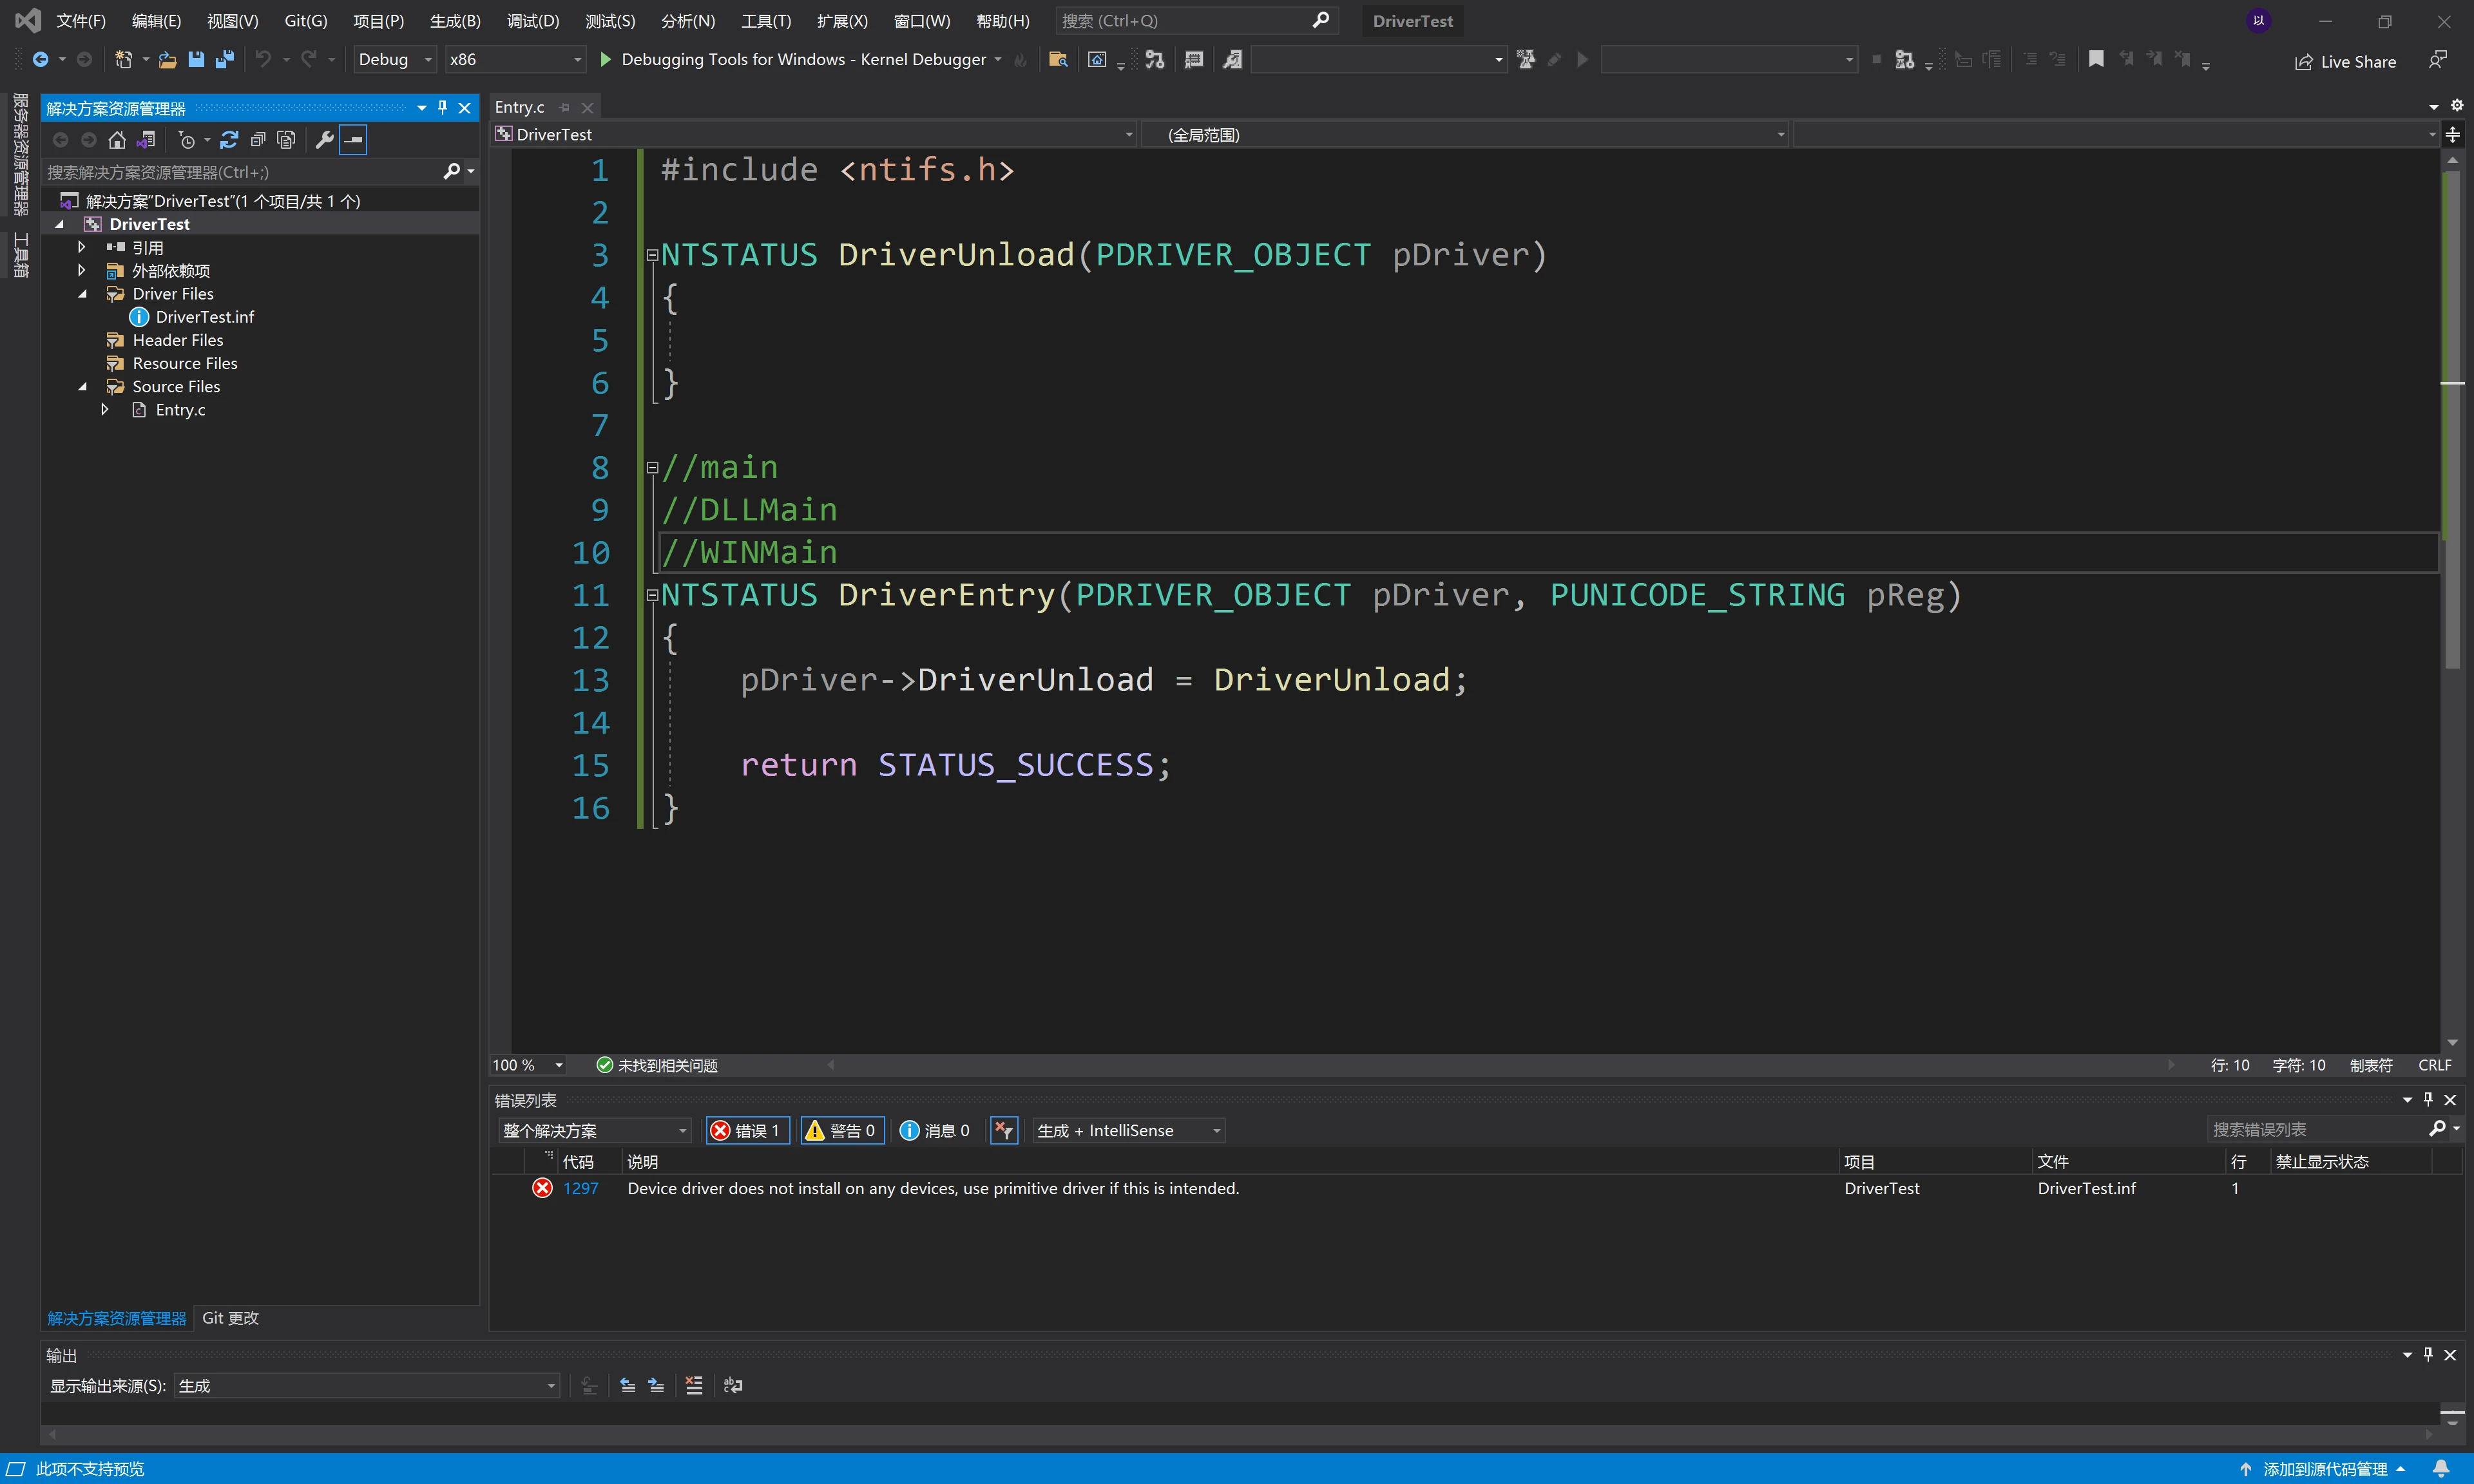 文件(F) 编辑(E) 视图(V) Git(G) 项目(P) 生成(B) 调试(D) 测试(S) 分析(N) 工具(T) 扩展(X) 窗口(W) 帮助(H) 搜索 (Ctrl+Q) DriverTest 以
Debug x86 Debugging Tools for Windows - Kernel Debugger Live Share
服务器资源管理器
工具箱
解决方案资源管理器
搜索解决方案资源管理器(Ctrl+;)
解决方案"DriverTest"(1 个项目/共 1 个)
DriverTest
引用
外部依赖项
Driver Files
DriverTest.inf
Header Files
Resource Files
Source Files
Entry.c
解决方案资源管理器 Git 更改
Entry.c
DriverTest (全局范围)
1 #include <ntifs.h>
2
3 NTSTATUS DriverUnload(PDRIVER_OBJECT pDriver)
4 {
5
6 }
7
8 //main
9 //DLLMain
10 //WINMain
11 NTSTATUS DriverEntry(PDRIVER_OBJECT pDriver, PUNICODE_STRING pReg)
12 {
13 pDriver->DriverUnload = DriverUnload;
14
15 return STATUS_SUCCESS;
16 }
100 % 未找到相关问题 行: 10 字符: 10 制表符 CRLF
错误列表
整个解决方案 错误 1 警告 0 消息 0 生成 + IntelliSense 搜索错误列表
代码 说明 项目 文件 行 禁止显示状态
1297 Device driver does not install on any devices, use primitive driver if this is intended. DriverTest DriverTest.inf 1
输出
显示输出来源(S): 生成
此项不支持预览 添加到源代码管理